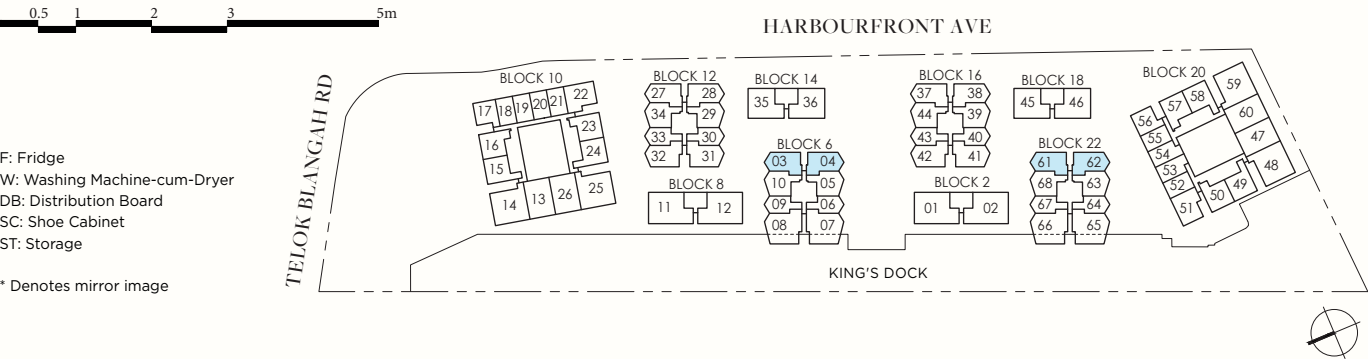 0.5 1 2 3 5m
HARBOURFRONT AVE
TELOK BLANGAH RD
F: Fridge
W: Washing Machine-cum-Dryer
DB: Distribution Board
SC: Shoe Cabinet
ST: Storage
* Denotes mirror image
BLOCK 10
17 18 19 20 21 22
16 23
15 24
14 13 26 25
BLOCK 12
27 28
34 29
33 30
32 31
BLOCK 14
35 36
BLOCK 6
03 04
10 05
09 06
08 07
BLOCK 8
11 12
BLOCK 16
37 38
44 39
43 40
42 41
BLOCK 18
45 46
BLOCK 2
01 02
BLOCK 22
61 62
68 63
67 64
66 65
BLOCK 20
59
58
57 60
56 47
55
54
53 48
52 49
51 50
KING'S DOCK